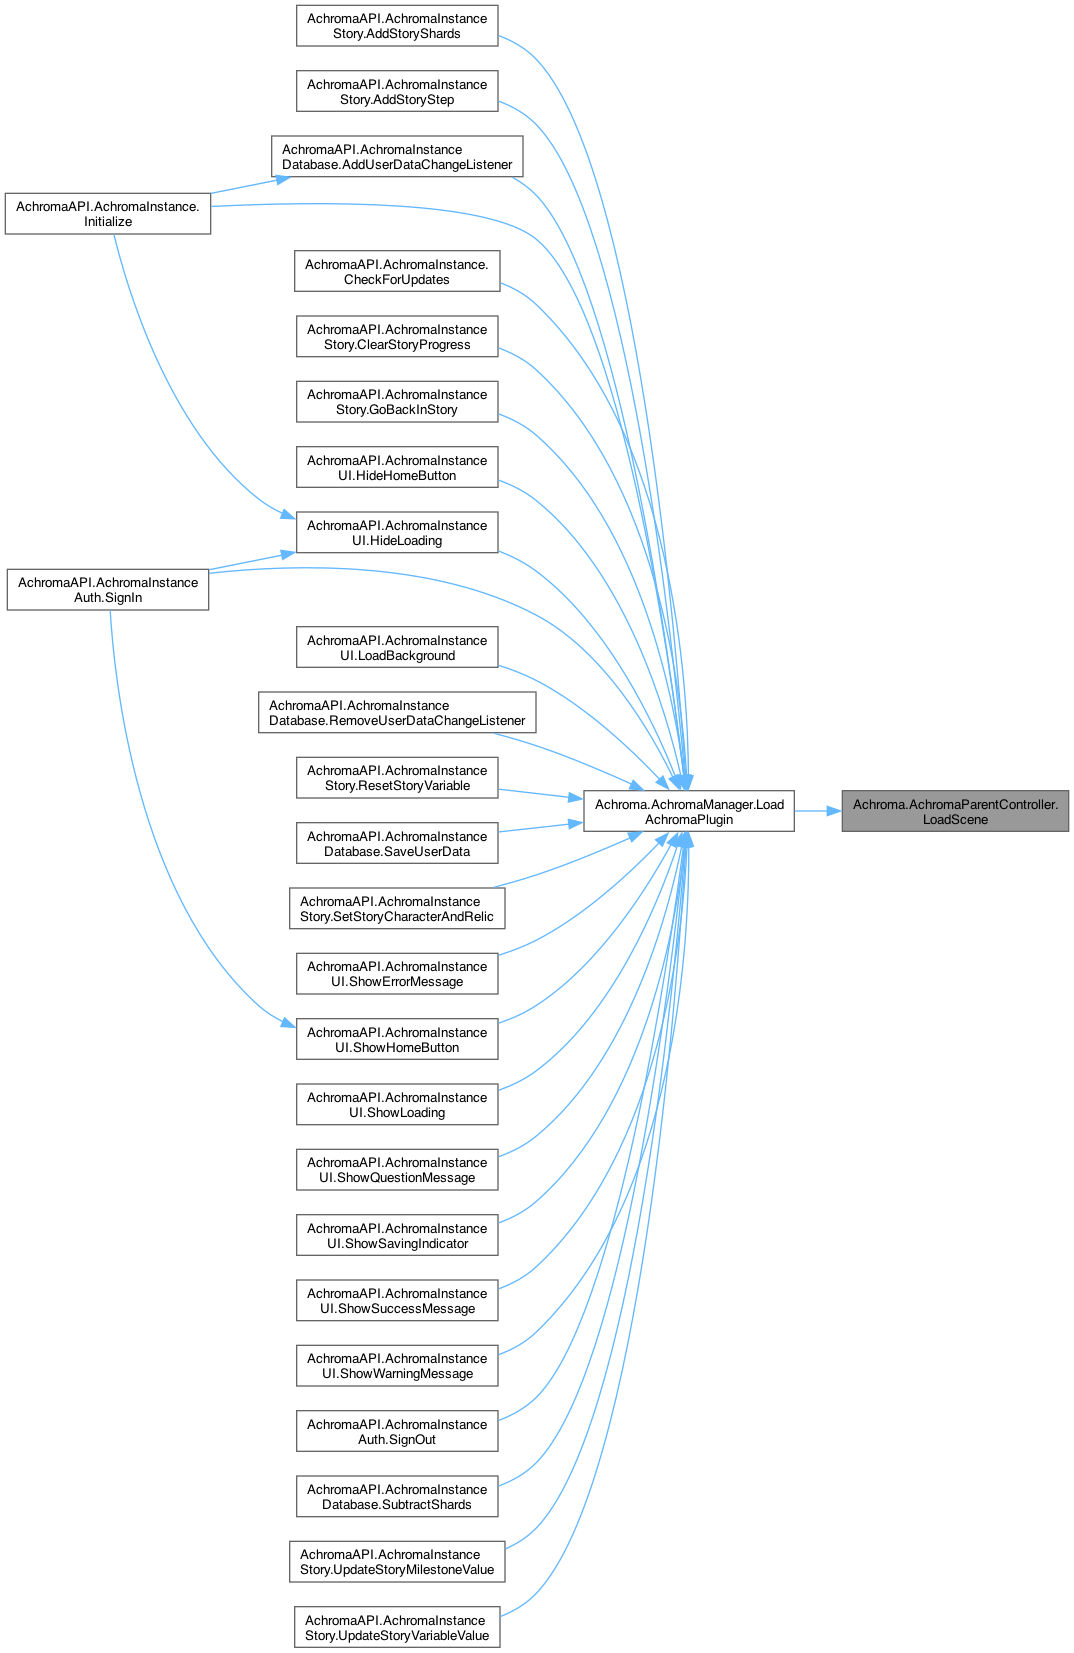 AchromaAPI.AchromaInstance
Story.AddStoryShards
AchromaAPI.AchromaInstance
Story.AddStoryStep
AchromaAPI.AchromaInstance
Database.AddUserDataChangeListener
AchromaAPI.AchromaInstance.
Initialize
AchromaAPI.AchromaInstance.
CheckForUpdates
AchromaAPI.AchromaInstance
Story.ClearStoryProgress
AchromaAPI.AchromaInstance
Story.GoBackInStory
AchromaAPI.AchromaInstance
UI.HideHomeButton
AchromaAPI.AchromaInstance
UI.HideLoading
AchromaAPI.AchromaInstance
Auth.SignIn
AchromaAPI.AchromaInstance
UI.LoadBackground
AchromaAPI.AchromaInstance
Database.RemoveUserDataChangeListener
AchromaAPI.AchromaInstance
Story.ResetStoryVariable
Achroma.AchromaManager.Load
AchromaPlugin
Achroma.AchromaParentController.
LoadScene
AchromaAPI.AchromaInstance
Database.SaveUserData
AchromaAPI.AchromaInstance
Story.SetStoryCharacterAndRelic
AchromaAPI.AchromaInstance
UI.ShowErrorMessage
AchromaAPI.AchromaInstance
UI.ShowHomeButton
AchromaAPI.AchromaInstance
UI.ShowLoading
AchromaAPI.AchromaInstance
UI.ShowQuestionMessage
AchromaAPI.AchromaInstance
UI.ShowSavingIndicator
AchromaAPI.AchromaInstance
UI.ShowSuccessMessage
AchromaAPI.AchromaInstance
UI.ShowWarningMessage
AchromaAPI.AchromaInstance
Auth.SignOut
AchromaAPI.AchromaInstance
Database.SubtractShards
AchromaAPI.AchromaInstance
Story.UpdateStoryMilestoneValue
AchromaAPI.AchromaInstance
Story.UpdateStoryVariableValue